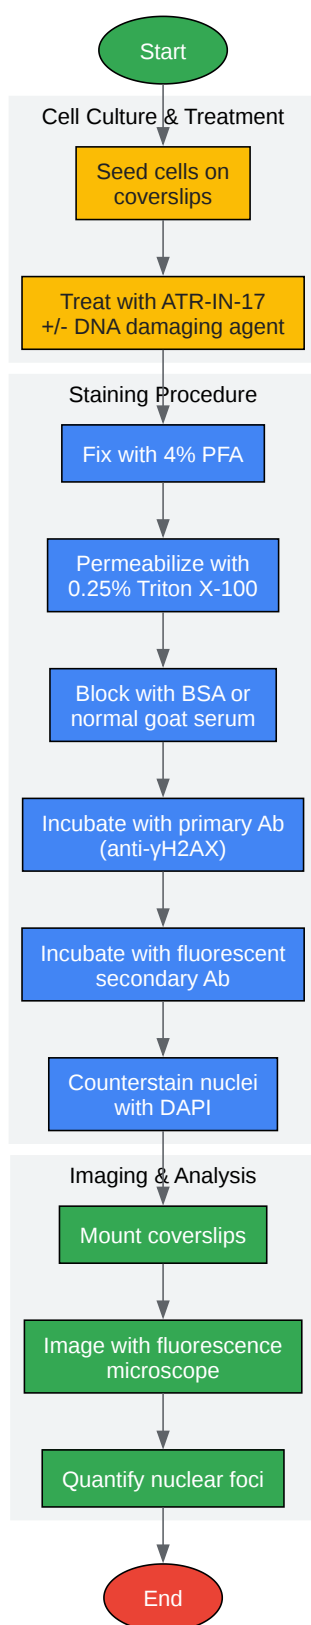 Start
Cell Culture & Treatment
Seed cells on
coverslips
Treat with ATR-IN-17
+/- DNA damaging agent
Staining Procedure
Fix with 4% PFA
Permeabilize with
0.25% Triton X-100
Block with BSA or
normal goat serum
Incubate with primary Ab
(anti-γH2AX)
Incubate with fluorescent
secondary Ab
Counterstain nuclei
with DAPI
Imaging & Analysis
Mount coverslips
Image with fluorescence
microscope
Quantify nuclear foci
End